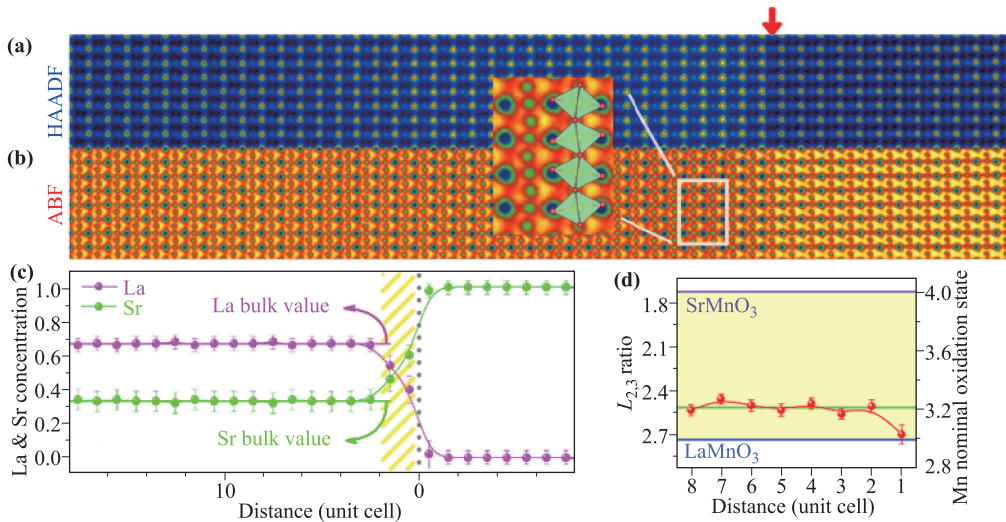 (a)
HAADF
(b)
ABF
(c)
La
Sr
La bulk value
Sr bulk value
1.0
0.8
0.6
0.4
0.2
0.0
La & Sr concentration
10
0
Distance (unit cell)
(d)
SrMnO3
LaMnO3
1.8
2.1
2.4
2.7
L2,3 ratio
4.0
3.6
3.2
2.8
Mn nominal oxidation state
8 7 6 5 4 3 2 1
Distance (unit cell)